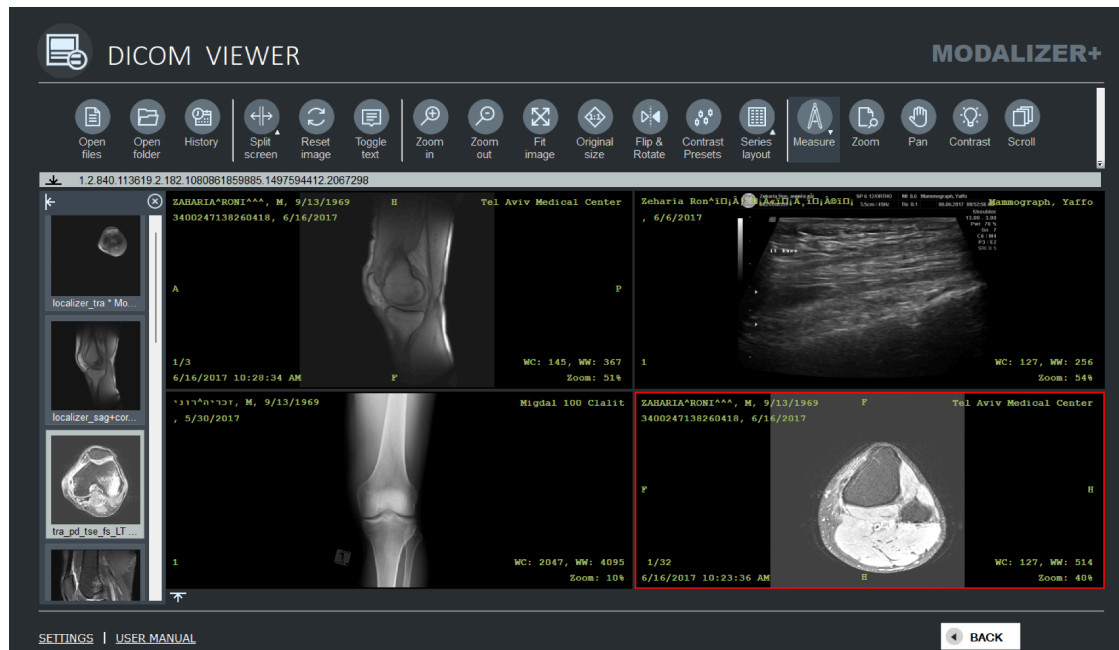 DICOM VIEWER
MODALIZER+
Open files
Open folder
History
Split screen
Reset image
Toggle text
Zoom in
Zoom out
Fit image
Original size
Flip & Rotate
Contrast Presets
Series layout
Measure
Zoom
Pan
Contrast
Scroll
1.2.840.113619.2.182.1080861859885.1497594412.2067298
localizer_tra * Mo...
localizer_sag+cor...
tra_pd_tse_fs_LT ...
ZAHARIA^RONI^^^, M, 9/13/1969 H Tel Aviv Medical Center
3400247138260418, 6/16/2017
A P
1/3 WC: 145, WW: 367
6/16/2017 10:28:34 AM F Zoom: 51%
Zeharia Ron^
Mammograph, Yaffo
, 6/6/2017
Shoulder
1 WC: 127, WW: 256
Zoom: 54%
זכריה^רוני, M, 9/13/1969 Migdal 100 Clalit
, 5/30/2017
1 WC: 2047, WW: 4095
Zoom: 10%
ZAHARIA^RONI^^^, M, 9/13/1969 F Tel Aviv Medical Center
3400247138260418, 6/16/2017
F H
1/32 WC: 127, WW: 514
6/16/2017 10:23:36 AM H Zoom: 40%
SETTINGS | USER MANUAL
BACK